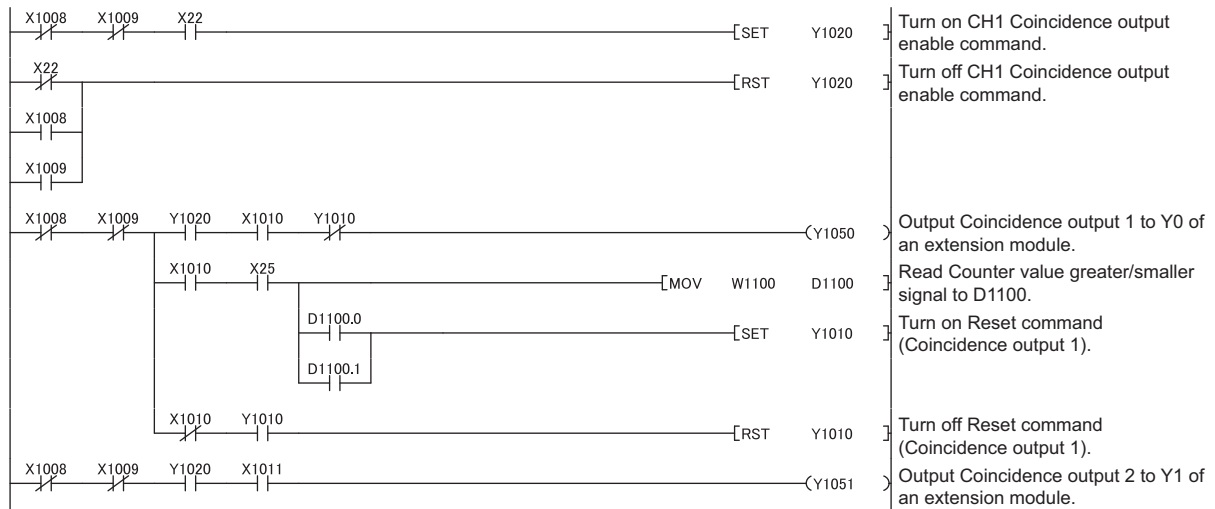 X1008 X1009 X22
SET Y1020
Turn on CH1 Coincidence output
enable command.
X22
RST Y1020
Turn off CH1 Coincidence output
enable command.
X1008
X1009
X1008 X1009 Y1020 X1010 Y1010
Y1050
Output Coincidence output 1 to Y0 of
an extension module.
X1010 X25
MOV W1100 D1100
Read Counter value greater/smaller
signal to D1100.
D1100.0
SET Y1010
Turn on Reset command
(Coincidence output 1).
D1100.1
X1010 Y1010
RST Y1010
Turn off Reset command
(Coincidence output 1).
X1008 X1009 Y1020 X1011
Y1051
Output Coincidence output 2 to Y1 of
an extension module.